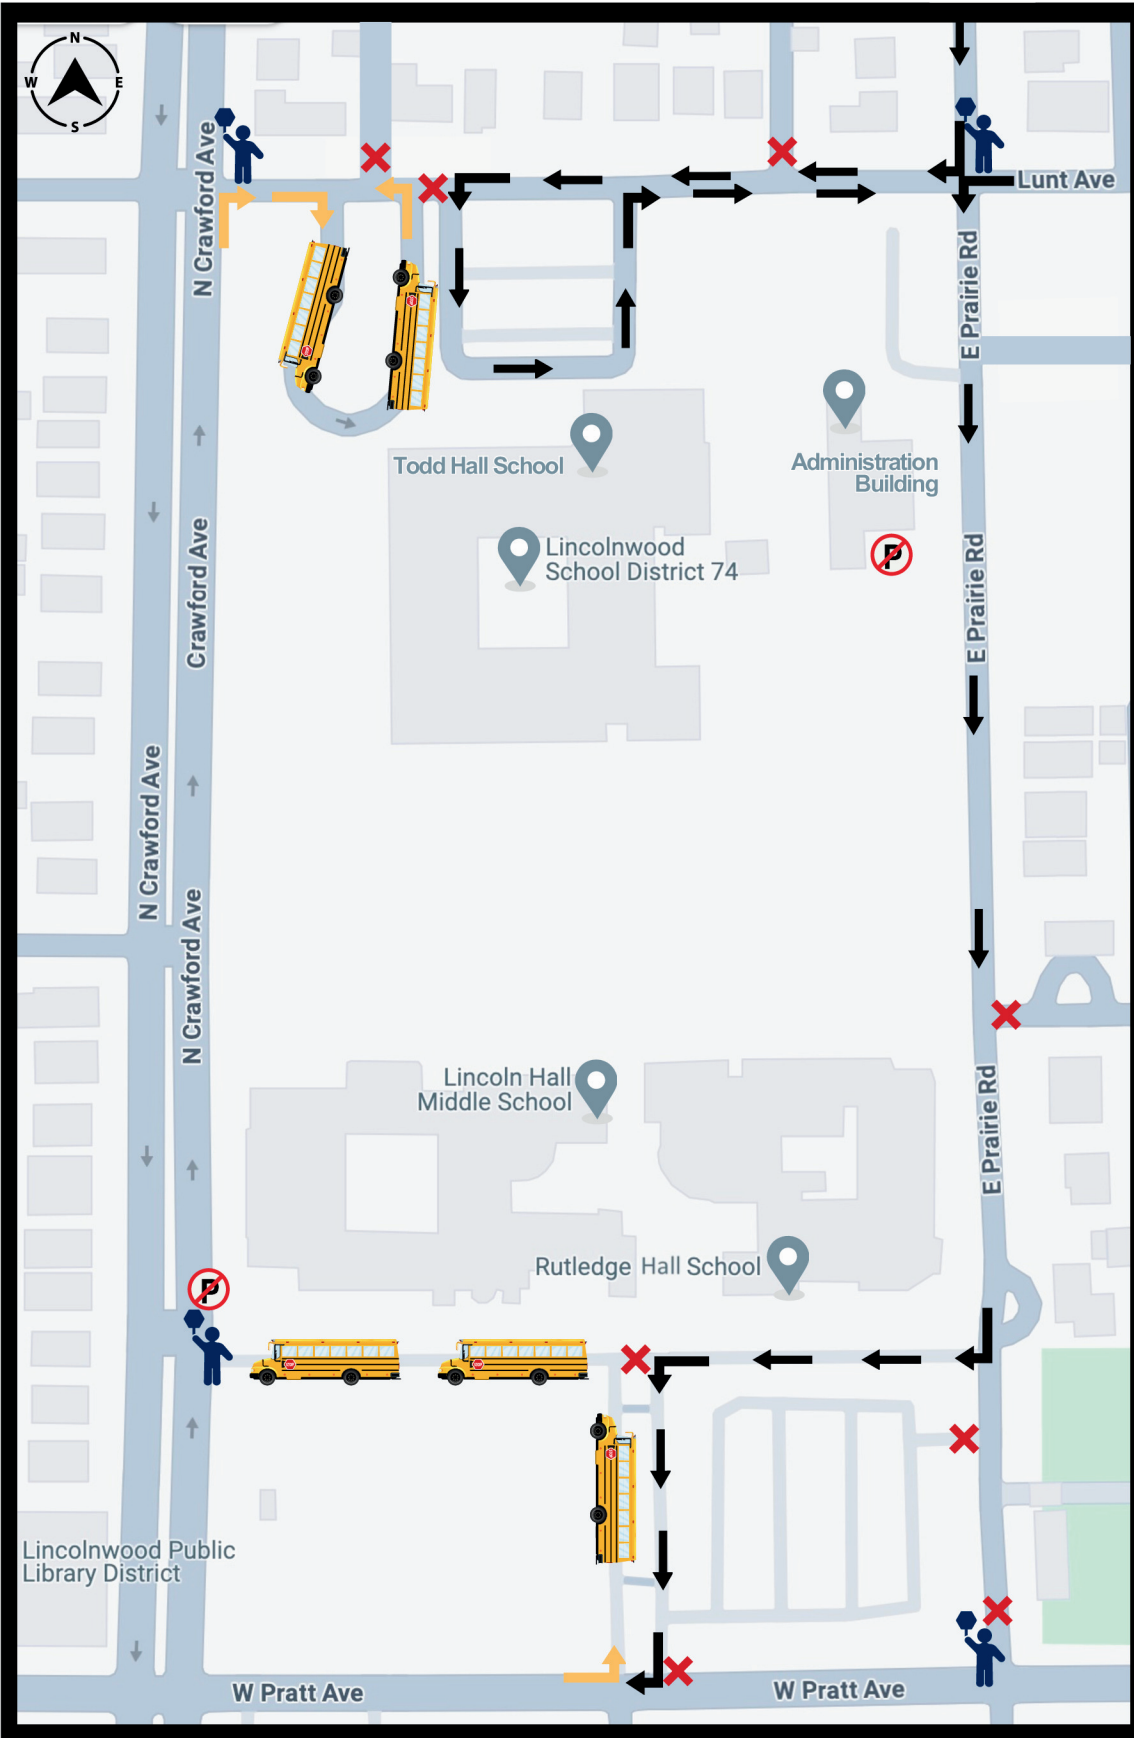 N
W E
S
N Crawford Ave
Lunt Ave
E Prairie Rd
Todd Hall School
Administration
Building
Lincolnwood
School District 74
P
Crawford Ave
E Prairie Rd
N Crawford Ave
N Crawford Ave
Lincoln Hall
Middle School
E Prairie Rd
Rutledge Hall School
P
Lincolnwood Public
Library District
W Pratt Ave
W Pratt Ave